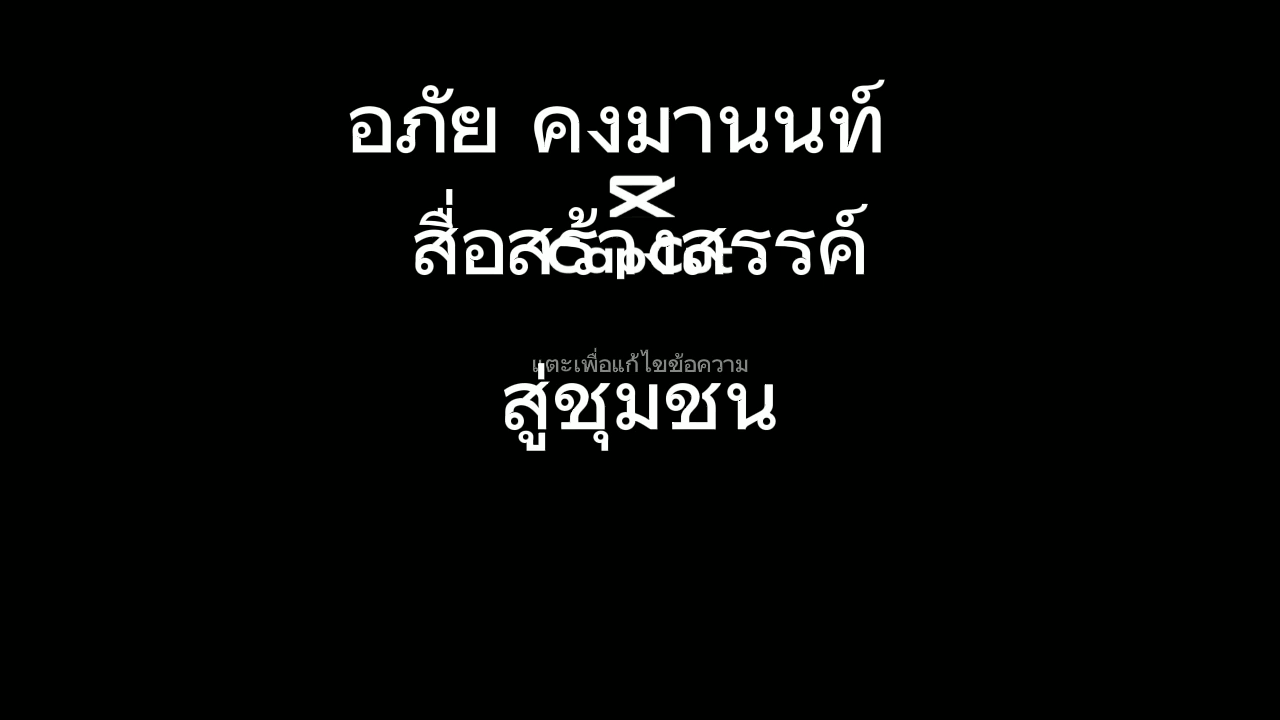 อภัย คงมานนท์
สื่อสร้างสรรค์
CapCut
แตะเพื่อแก้ไขข้อความ
สู่ชุมชน